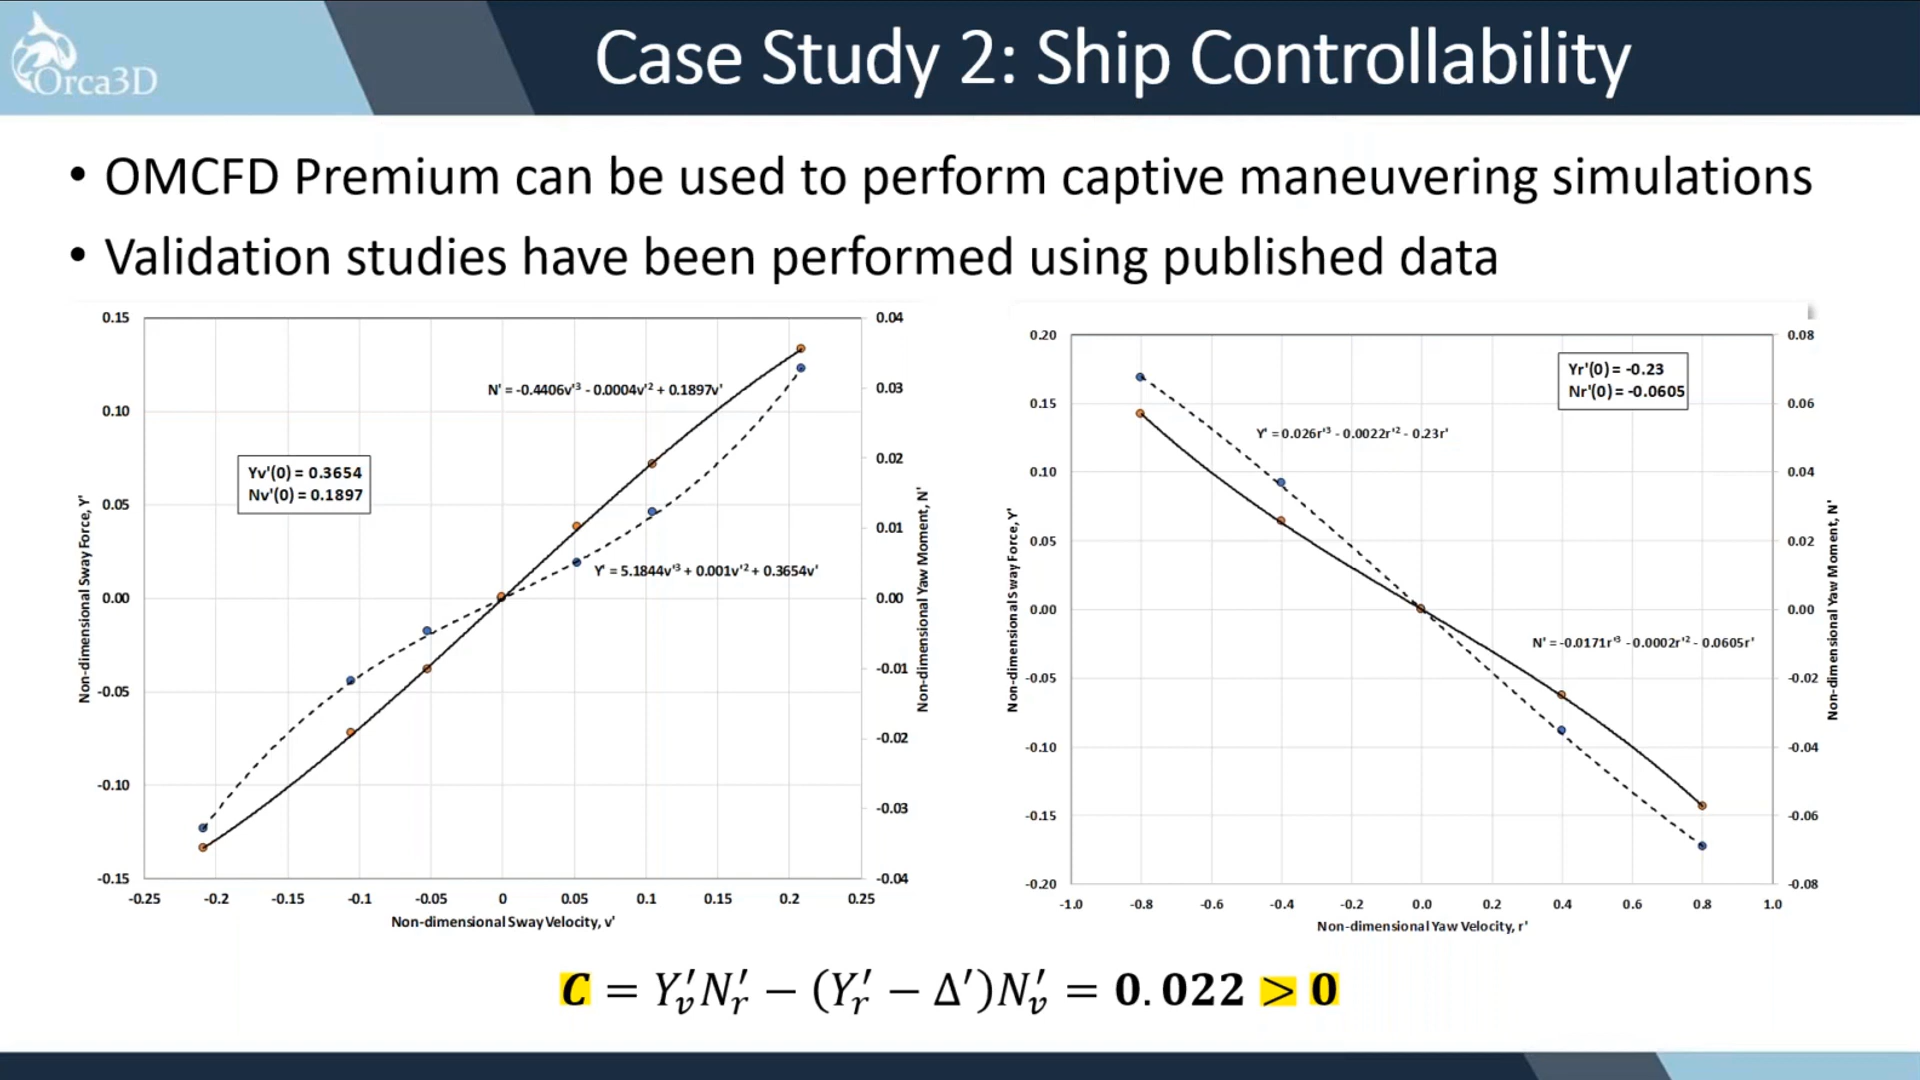 Orca3D
Case Study 2: Ship Controllability
• OMCFD Premium can be used to perform captive maneuvering simulations
• Validation studies have been performed using published data
0.15
0.10
0.05
0.00
-0.05
-0.10
-0.15
Non-dimensional Sway Force, Y'
N' = -0.4406v'³ - 0.0004v'² + 0.1897v'
Yv'(0) = 0.3654
Nv'(0) = 0.1897
Y' = 5.1844v'³ + 0.001v'² + 0.3654v'
0.04
0.03
0.02
0.01
0.00
-0.01
-0.02
-0.03
-0.04
Non-dimensional Yaw Moment, N'
-0.25 -0.2 -0.15 -0.1 -0.05 0 0.05 0.1 0.15 0.2 0.25
Non-dimensional Sway Velocity, v'
0.20
0.15
0.10
0.05
0.00
-0.05
-0.10
-0.15
-0.20
Non-dimensional Sway Force, Y'
Yr'(0) = -0.23
Nr'(0) = -0.0605
Y' = 0.026r'³ - 0.0022r'² - 0.23r'
N' = -0.0171r'³ - 0.0002r'² - 0.0605r'
0.08
0.06
0.04
0.02
0.00
-0.02
-0.04
-0.06
-0.08
Non-dimensional Yaw Moment, N'
-1.0 -0.8 -0.6 -0.4 -0.2 0.0 0.2 0.4 0.6 0.8 1.0
Non-dimensional Yaw Velocity, r'
C = Y′ᵥN′ᵣ − (Y′ᵣ − Δ′)N′ᵥ = 0.022 > 0